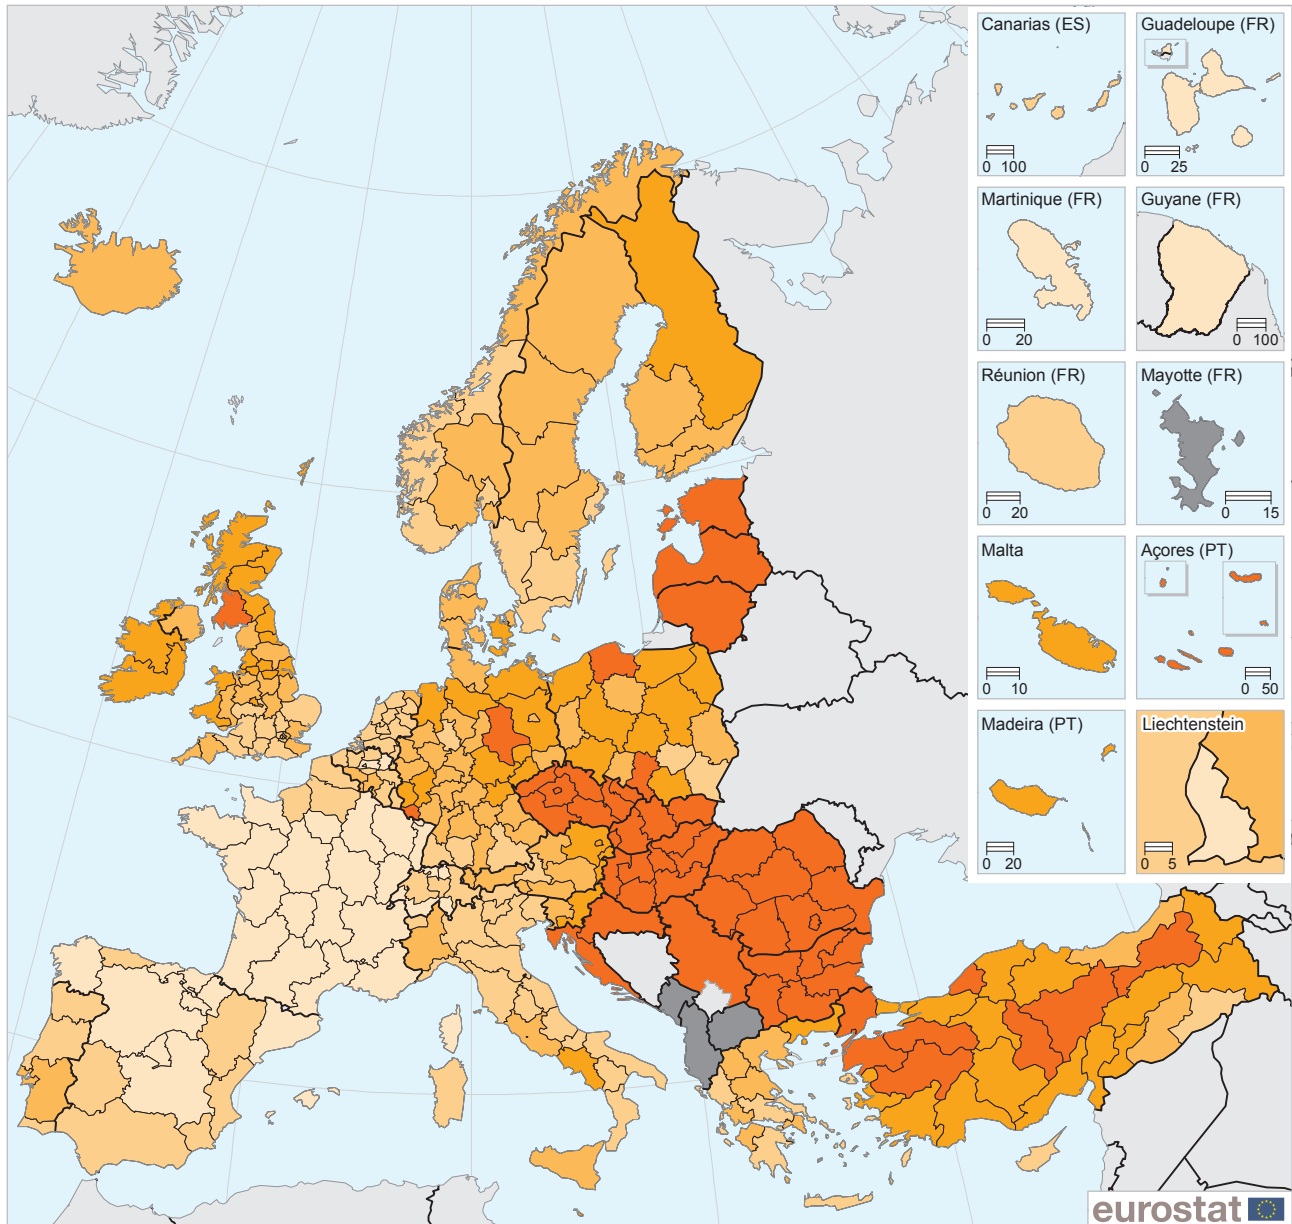 Canarias (ES)
0 100
Guadeloupe (FR)
0 25
Martinique (FR)
0 20
Guyane (FR)
0 100
Réunion (FR)
0 20
Mayotte (FR)
0 15
Malta
0 10
Açores (PT)
0 50
Madeira (PT)
0 20
Liechtenstein
0 5
eurostat